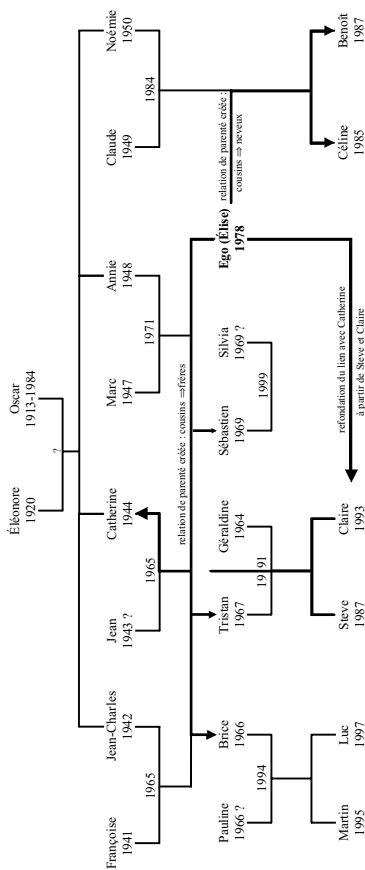 Éléonore
1920
Oscar
1913-1984
?
Françoise
1941
Jean-Charles
1942
Jean
1943 ?
Catherine
1944
Marc
1947
Annie
1948
Claude
1949
Noémie
1950
1965
1965
1971
1984
relation de parenté créée : cousins ⇒frères
relation de parenté créée :
cousins ⇒ neveux
Pauline
1966 ?
Brice
1966
Tristan
1967
Géraldine
1964
Sébastien
1969
Silvia
1969 ?
Ego (Élise)
1978
1994
1991
1999
refondation du lien avec Catherine
à partir de Steve et Claire
Martin
1995
Luc
1997
Steve
1987
Claire
1993
Céline
1985
Benoît
1987